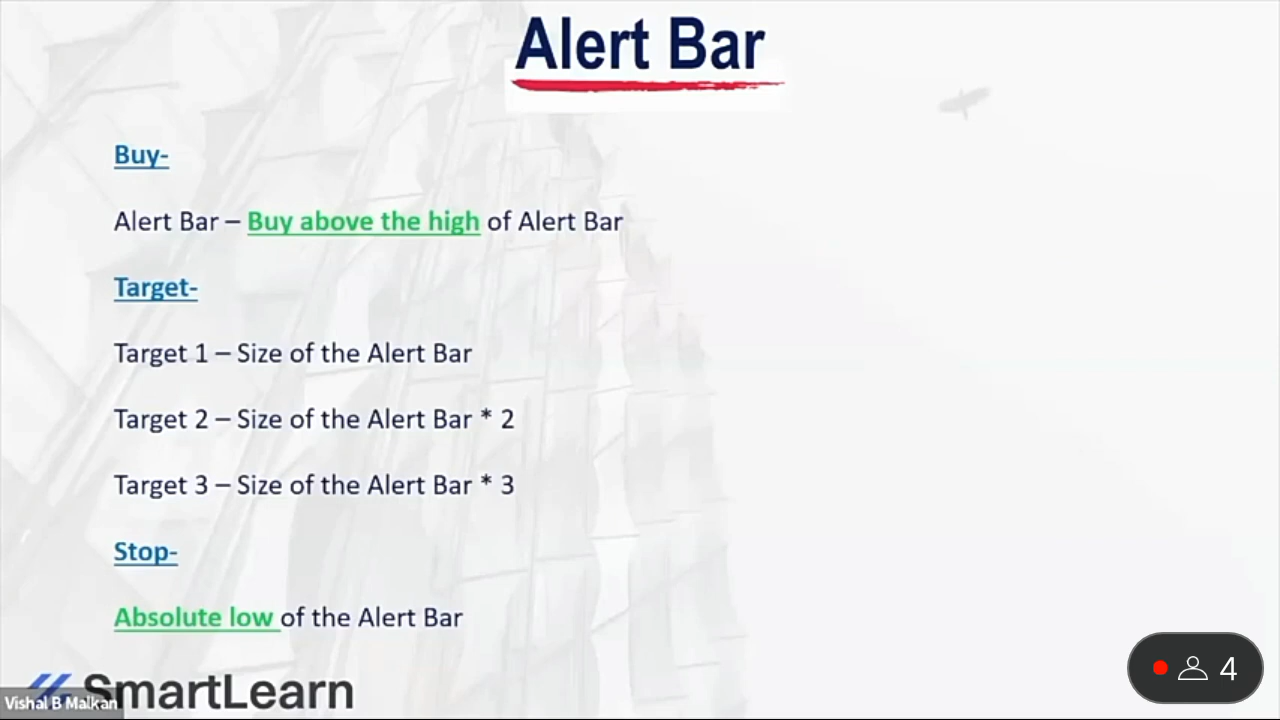 Alert Bar
Buy-
Alert Bar – Buy above the high of Alert Bar
Target-
Target 1 – Size of the Alert Bar
Target 2 – Size of the Alert Bar * 2
Target 3 – Size of the Alert Bar * 3
Stop-
Absolute low of the Alert Bar
SmartLearn
Vishal B Malkan
4